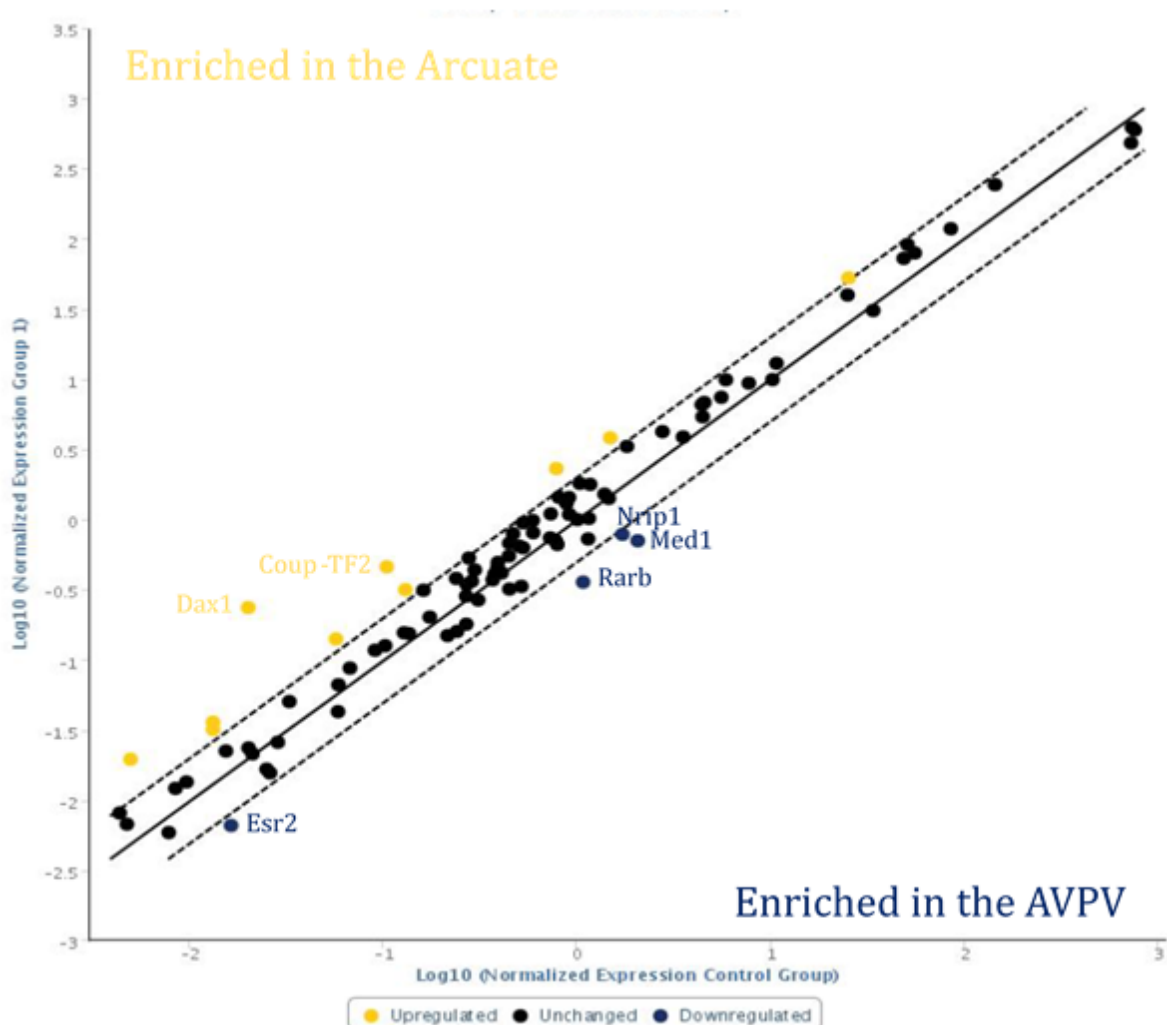 3.5
Enriched in the Arcuate
3
2.5
2
1.5
1
0.5
0
-0.5
-1
-1.5
-2
-2.5
-3
Log10 (Normalized Expression Group 1)
Nrip1
Med1
Coup-TF2
Rarb
Dax1
Esr2
Enriched in the AVPV
-2 -1 0 1 2 3
Log10 (Normalized Expression Control Group)
Upregulated Unchanged Downregulated